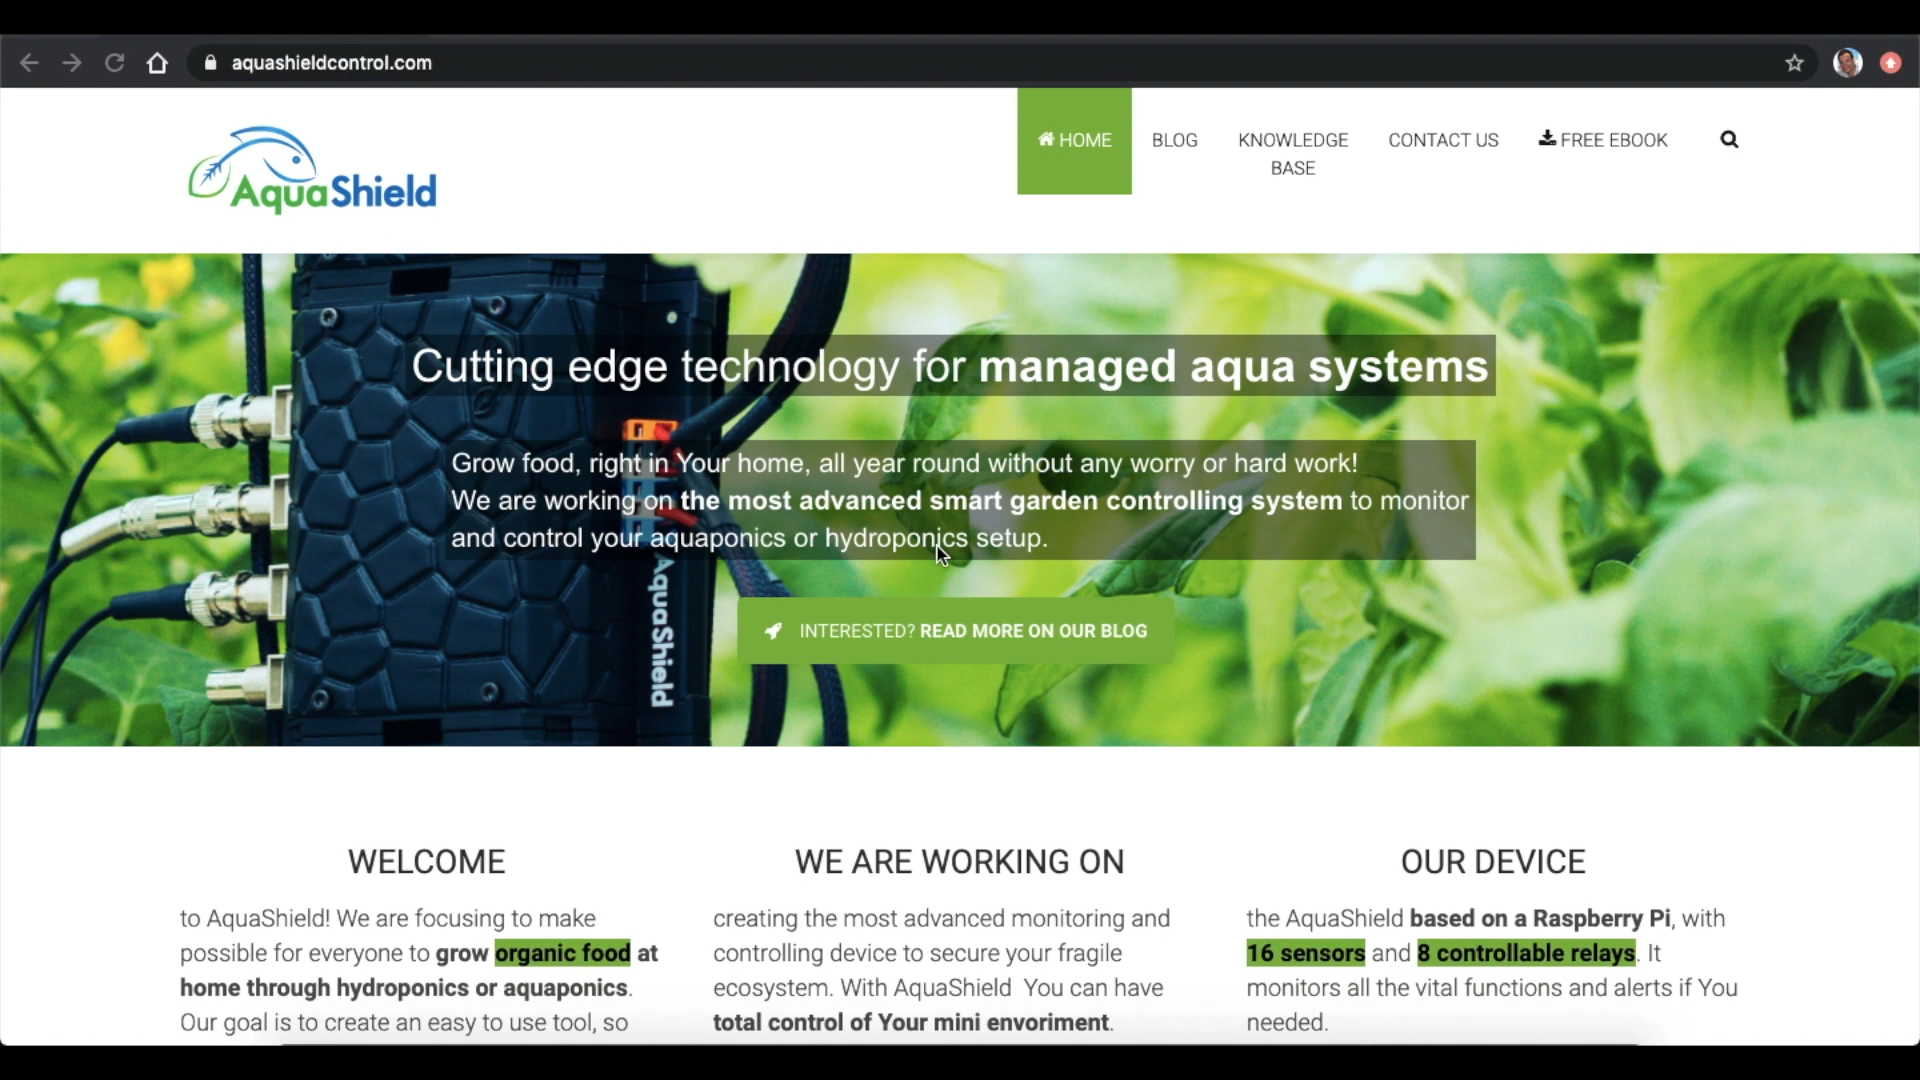 aquashieldcontrol.com
AquaShield
HOME
BLOG
KNOWLEDGE
BASE
CONTACT US
FREE EBOOK
Cutting edge technology for managed aqua systems
Grow food, right in Your home, all year round without any worry or hard work!
We are working on the most advanced smart garden controlling system to monitor
and control your aquaponics or hydroponics setup.
AquaShield
INTERESTED? READ MORE ON OUR BLOG
WELCOME
to AquaShield! We are focusing to make
possible for everyone to grow organic food at
home through hydroponics or aquaponics.
Our goal is to create an easy to use tool, so
WE ARE WORKING ON
creating the most advanced monitoring and
controlling device to secure your fragile
ecosystem. With AquaShield You can have
total control of Your mini envoriment.
OUR DEVICE
the AquaShield based on a Raspberry Pi, with
16 sensors and 8 controllable relays. It
monitors all the vital functions and alerts if You
needed.